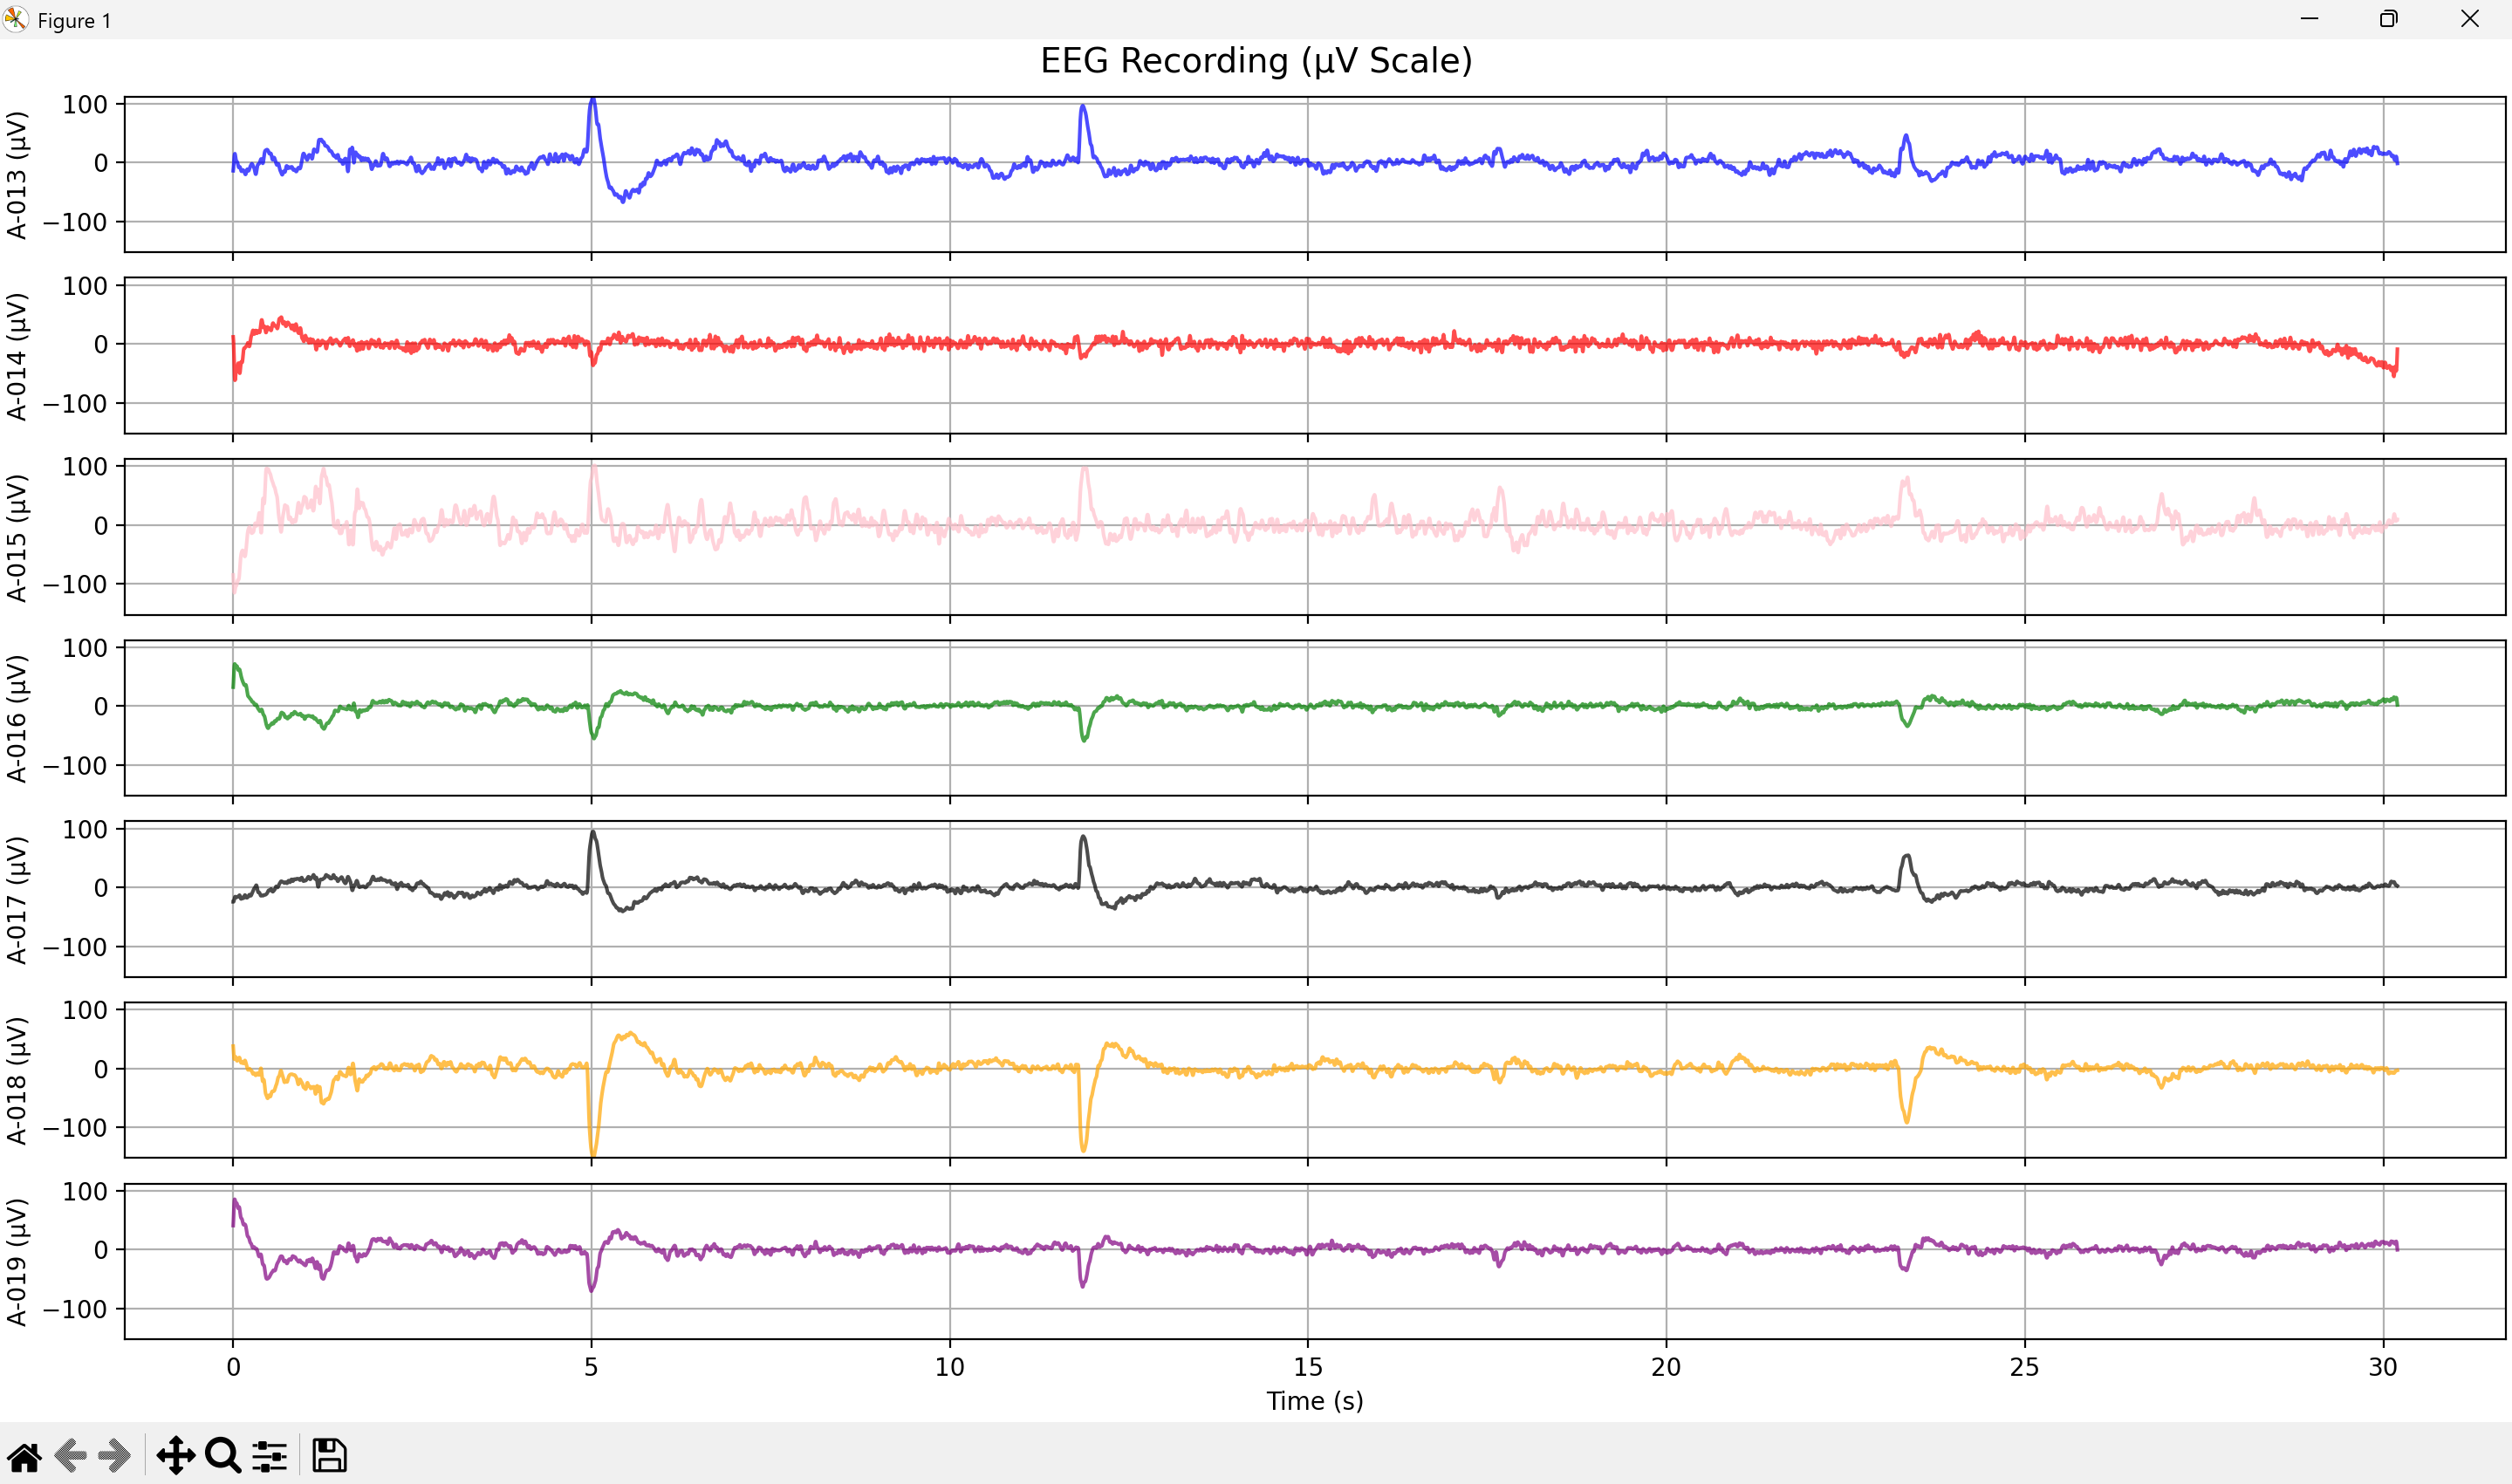 Figure 1
EEG Recording (µV Scale)
A-013 (µV)
100
0
−100
A-014 (µV)
100
0
−100
A-015 (µV)
100
0
−100
A-016 (µV)
100
0
−100
A-017 (µV)
100
0
−100
A-018 (µV)
100
0
−100
A-019 (µV)
100
0
−100
0 5 10 15 20 25 30
Time (s)